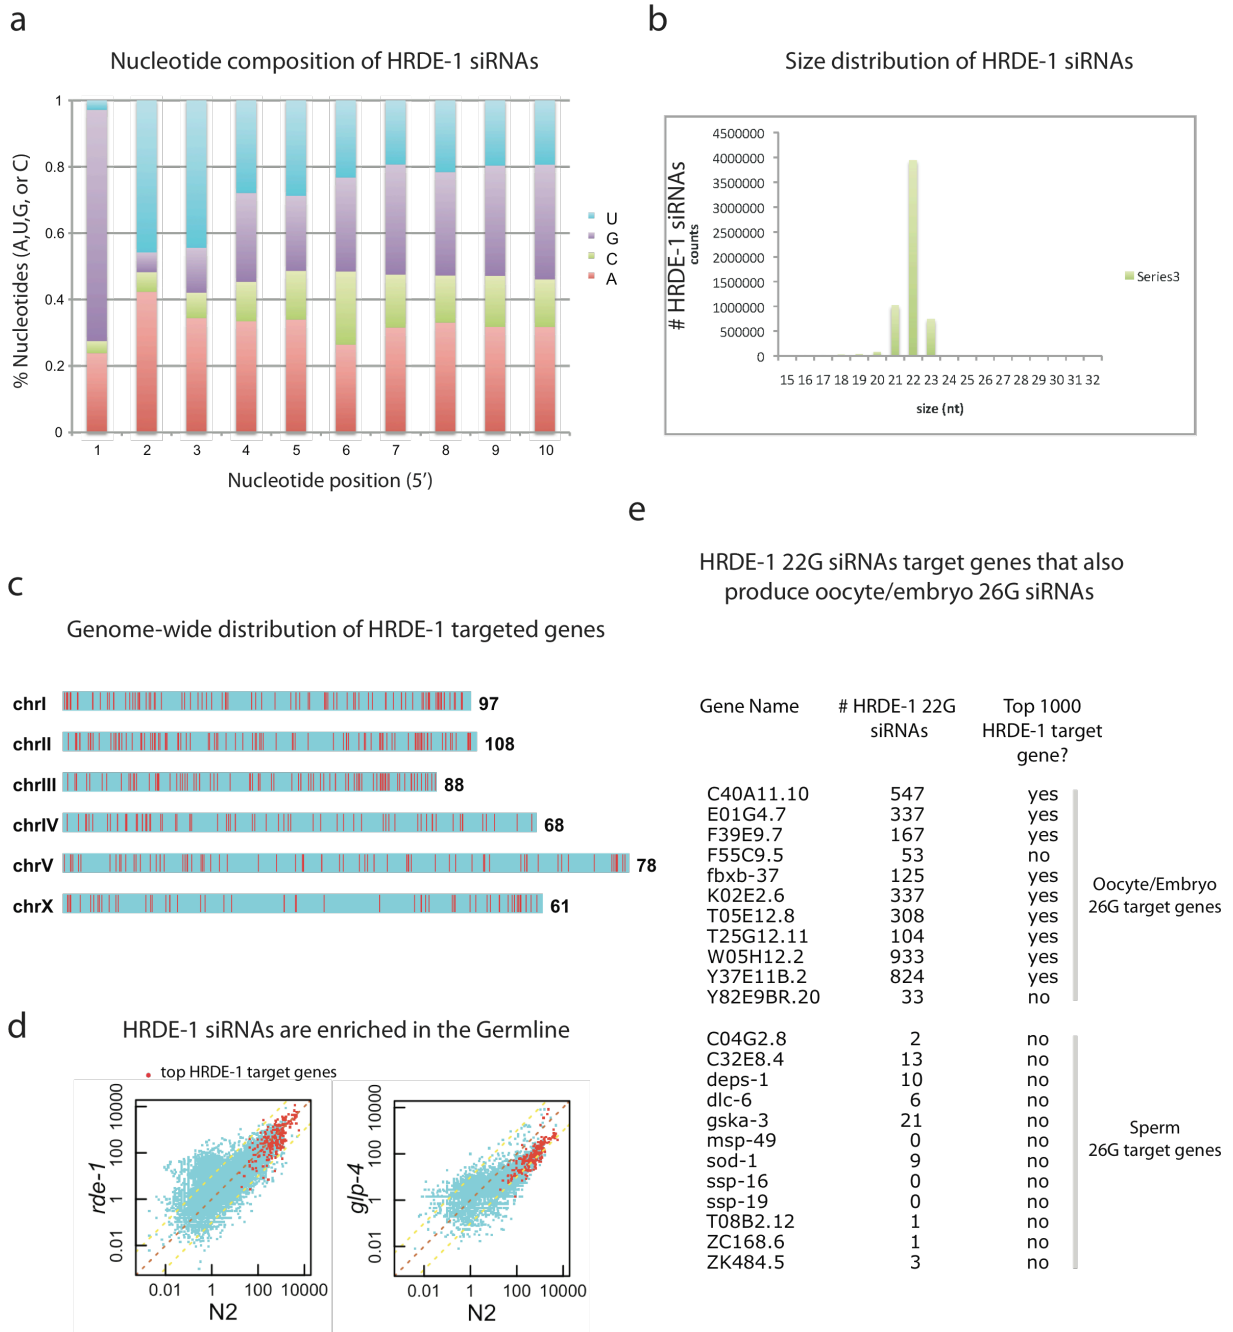 a
Nucleotide composition of HRDE-1 siRNAs
% Nucleotides (A,U,G, or C)
1
0.8
0.6
0.4
0.2
0
1 2 3 4 5 6 7 8 9 10
Nucleotide position (5’)
U
G
C
A
b
Size distribution of HRDE-1 siRNAs
# HRDE-1 siRNAs
counts
4500000
4000000
3500000
3000000
2500000
2000000
1500000
1000000
500000
0
15 16 17 18 19 20 21 22 23 24 25 26 27 28 29 30 31 32
size (nt)
Series3
c
Genome-wide distribution of HRDE-1 targeted genes
chrI 97
chrII 108
chrIII 88
chrIV 68
chrV 78
chrX 61
d
HRDE-1 siRNAs are enriched in the Germline
top HRDE-1 target genes
rde-1
10000
100
1
0.01
0.01 1 100 10000
N2
glp-4
10000
100
1
0.01
0.01 1 100 10000
N2
e
HRDE-1 22G siRNAs target genes that also
produce oocyte/embryo 26G siRNAs
Gene Name # HRDE-1 22G Top 1000
siRNAs HRDE-1 target
gene?
C40A11.10 547 yes
E01G4.7 337 yes
F39E9.7 167 yes
F55C9.5 53 no
fbxb-37 125 yes
K02E2.6 337 yes
T05E12.8 308 yes
T25G12.11 104 yes
W05H12.2 933 yes
Y37E11B.2 824 yes
Y82E9BR.20 33 no
Oocyte/Embryo
26G target genes
C04G2.8 2 no
C32E8.4 13 no
deps-1 10 no
dlc-6 6 no
gska-3 21 no
msp-49 0 no
sod-1 9 no
ssp-16 0 no
ssp-19 0 no
T08B2.12 1 no
ZC168.6 1 no
ZK484.5 3 no
Sperm
26G target genes